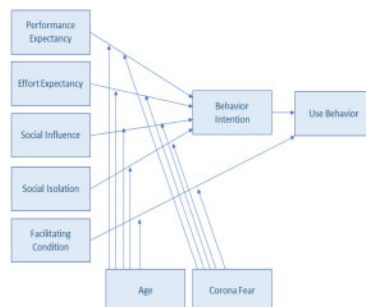 Performance
Expectancy
Effort Expectancy
Social Influence
Social Isolation
Facilitating
Condition
Behavior
Intention
Use Behavior
Age
Corona Fear